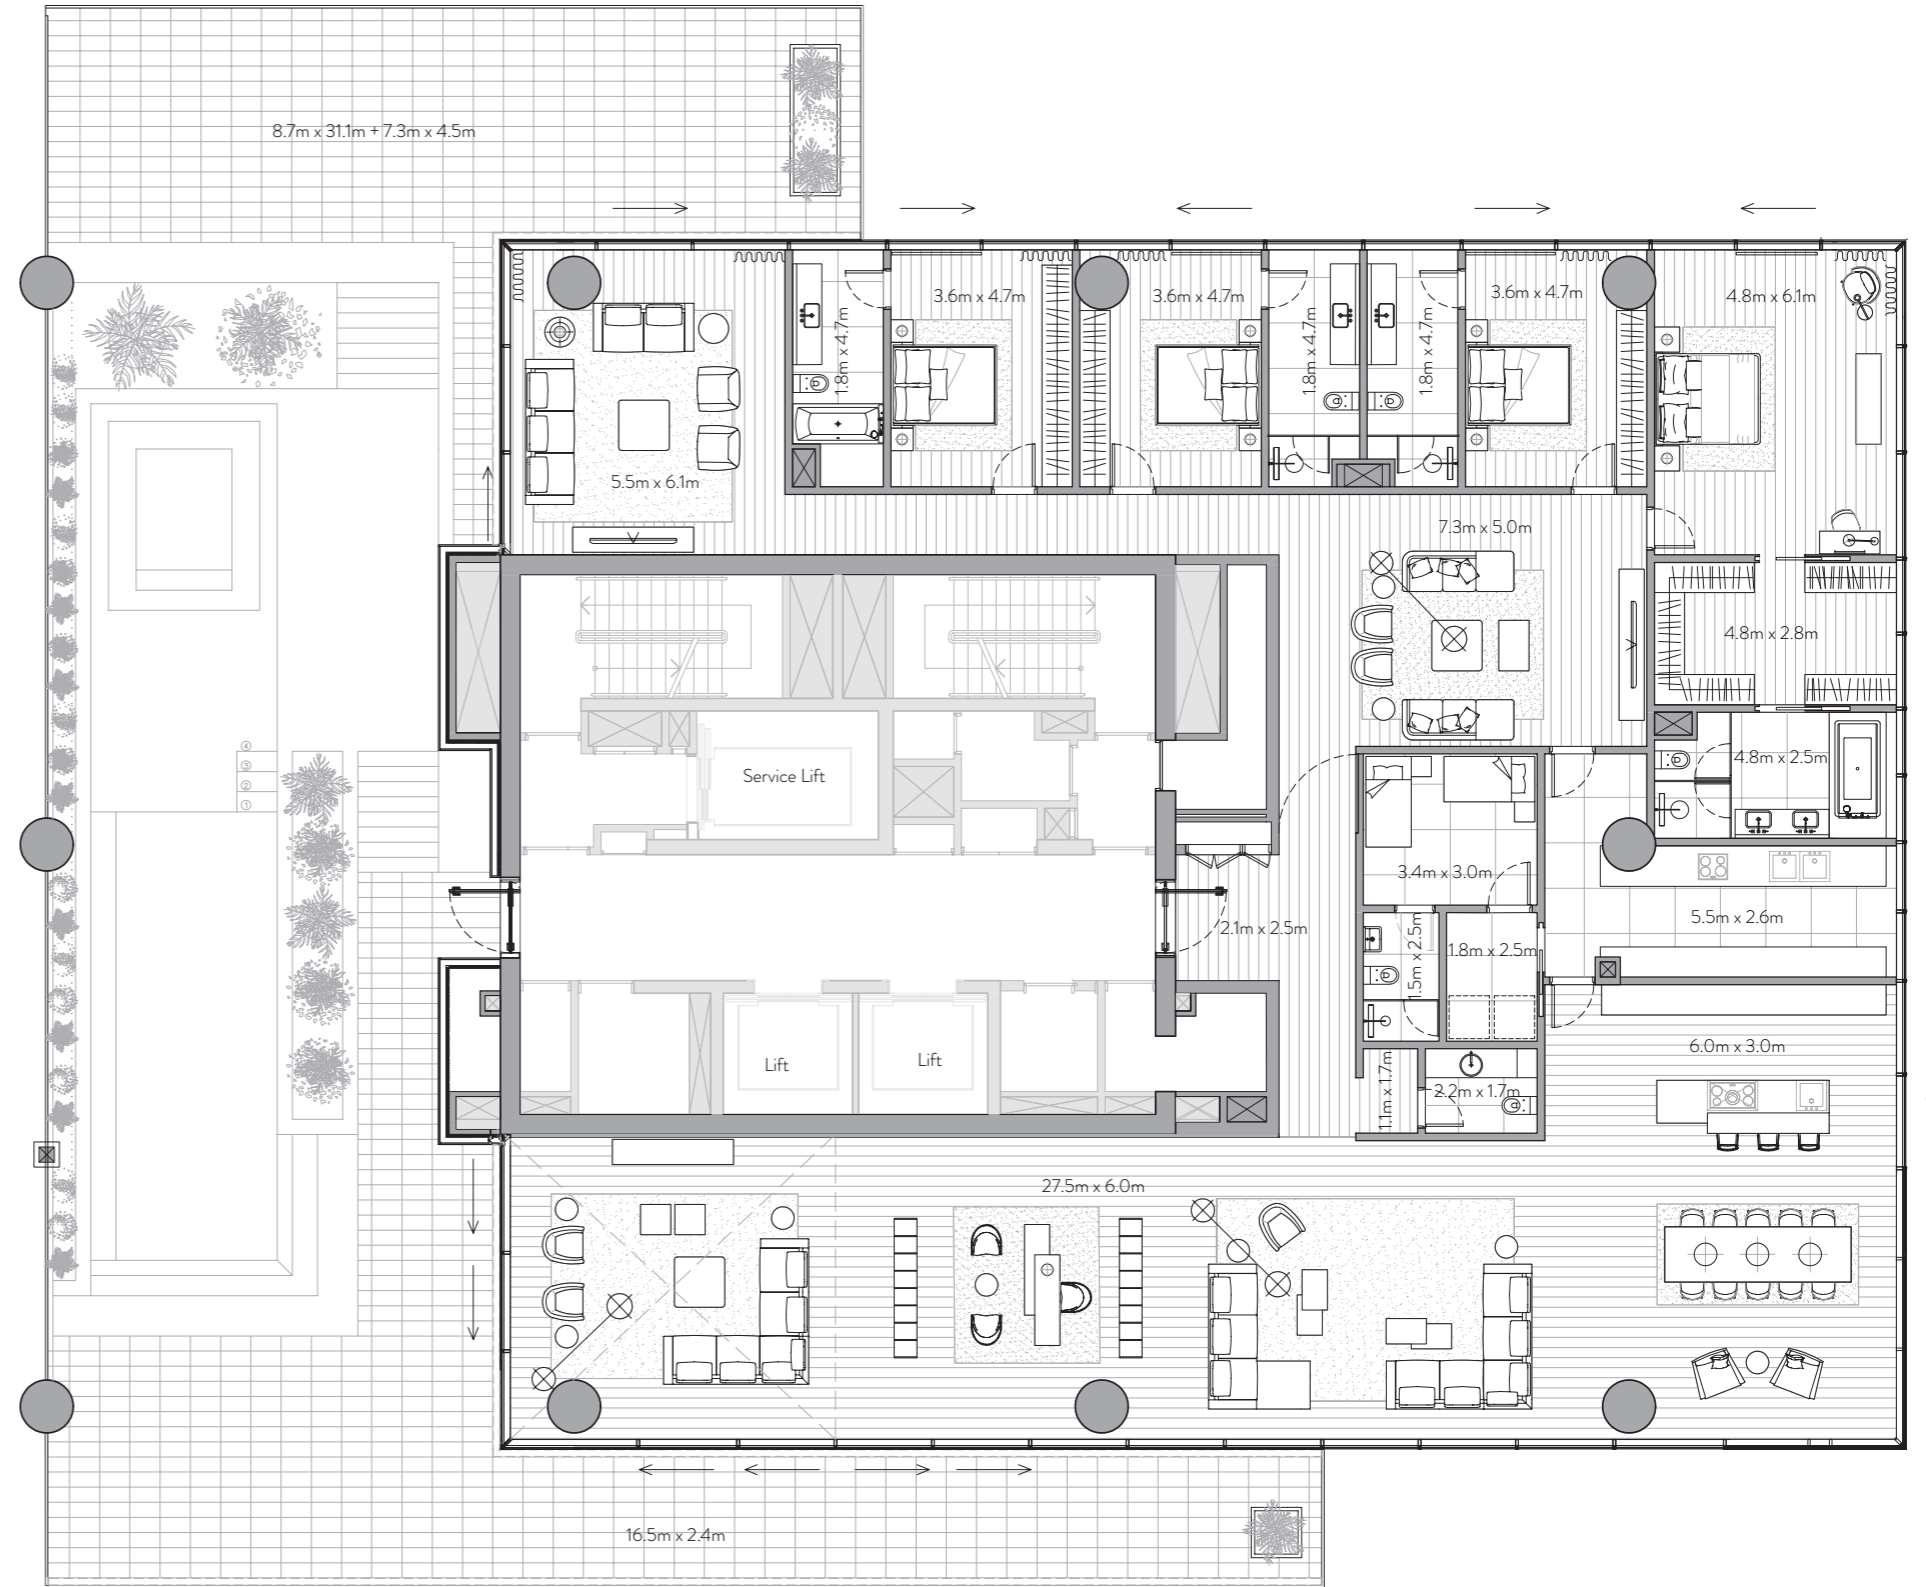 8.7m x 31.1m + 7.3m x 4.5m
3.6m x 4.7m
3.6m x 4.7m
3.6m x 4.7m
4.8m x 6.1m
1.8m x 4.7m
1.8m x 4.7m
1.8m x 4.7m
5.5m x 6.1m
7.3m x 5.0m
4.8m x 2.8m
4
3
2
1
Service Lift
4.8m x 2.5m
3.4m x 3.0m
2.1m x 2.5m
1.5m x 2.5m
1.8m x 2.5m
5.5m x 2.6m
Lift
Lift
6.0m x 3.0m
1.1m x 1.7m
2.2m x 1.7m
27.5m x 6.0m
16.5m x 2.4m